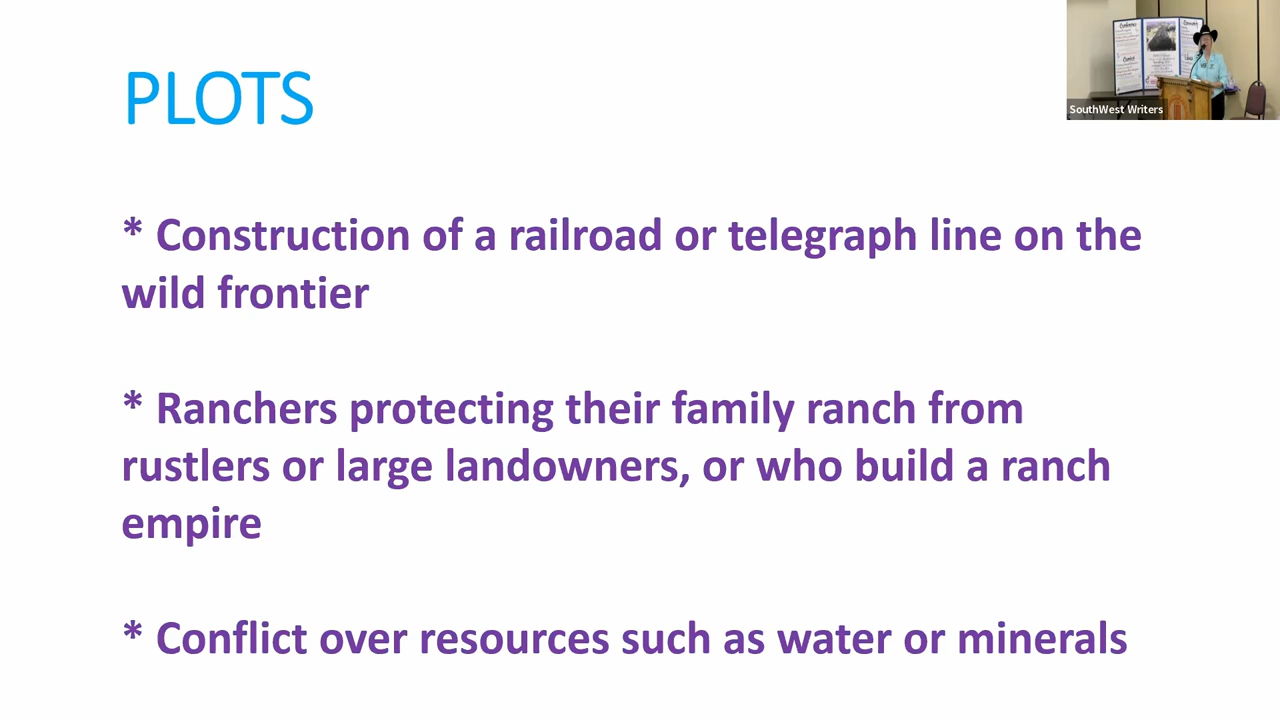 PLOTS
SouthWest Writers
* Construction of a railroad or telegraph line on the
wild frontier
* Ranchers protecting their family ranch from
rustlers or large landowners, or who build a ranch
empire
* Conflict over resources such as water or minerals